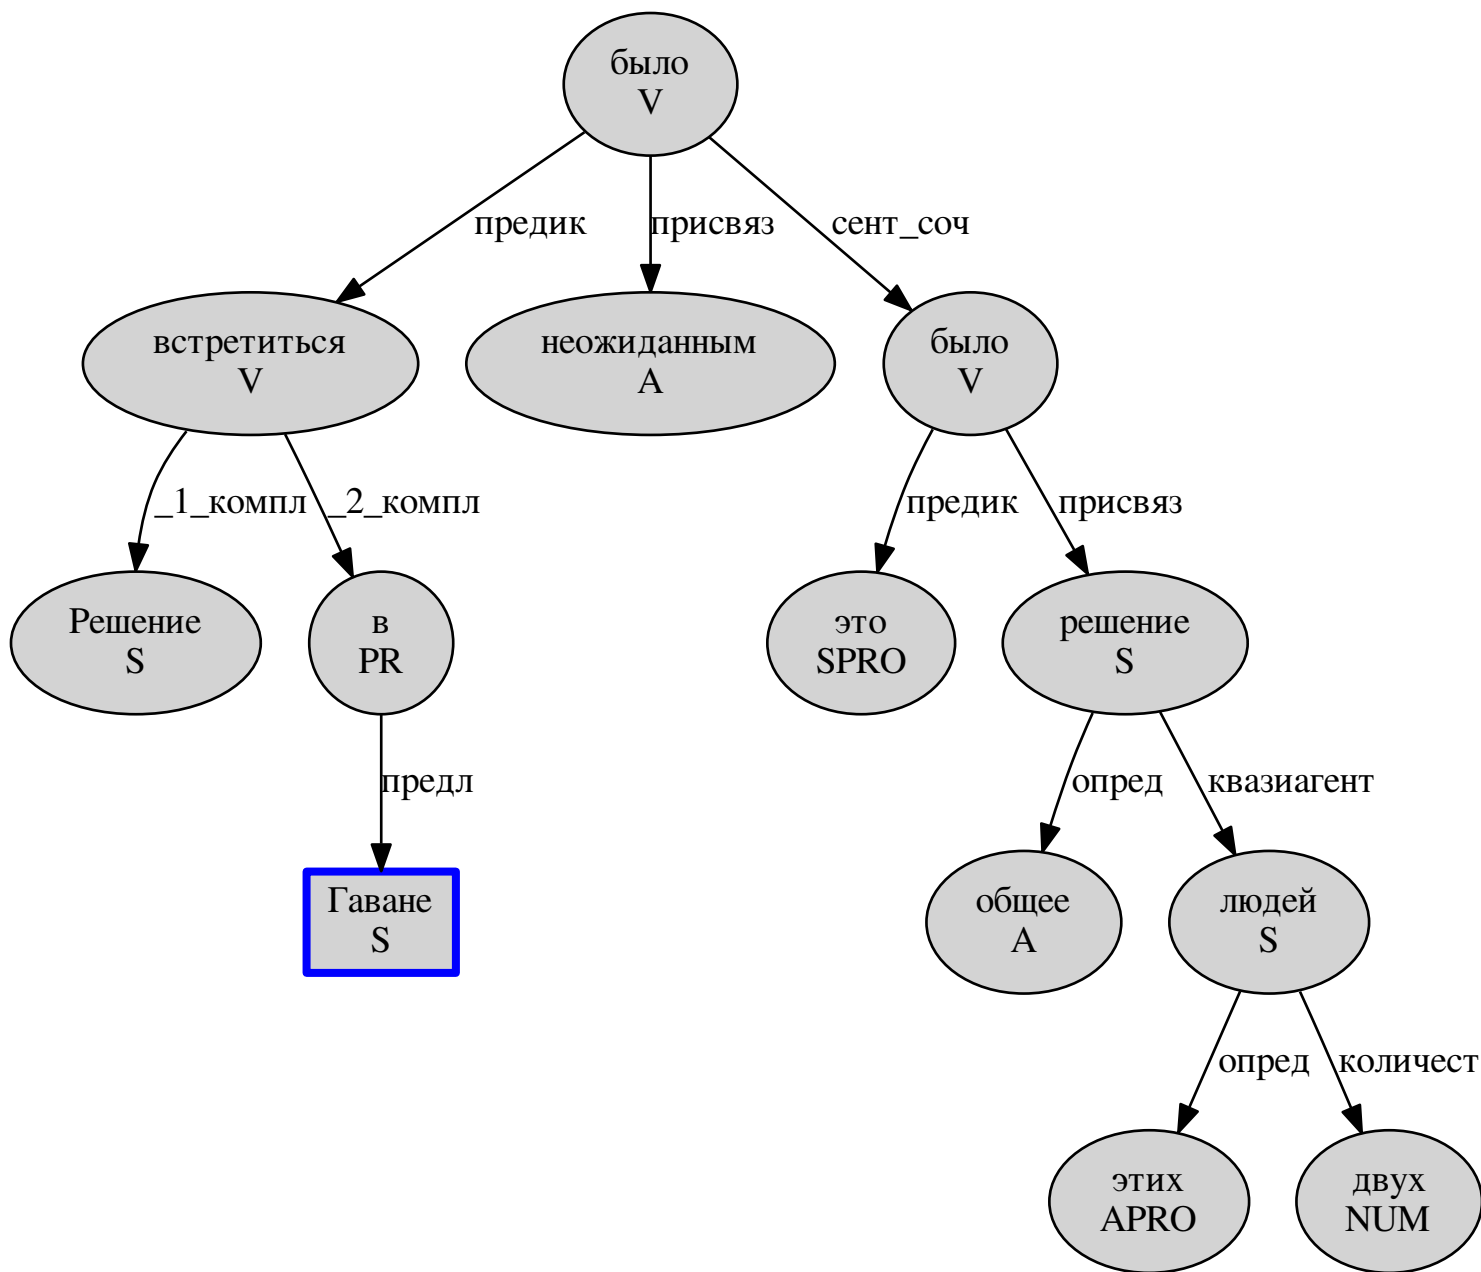 было
V
предик
присвяз
сент_соч
встретиться
V
неожиданным
A
было
V
_1_компл
_2_компл
предик
присвяз
Решение
S
в
PR
это
SPRO
решение
S
предл
опред
квазиагент
Гаване
S
общее
A
людей
S
опред
количест
этих
APRO
двух
NUM